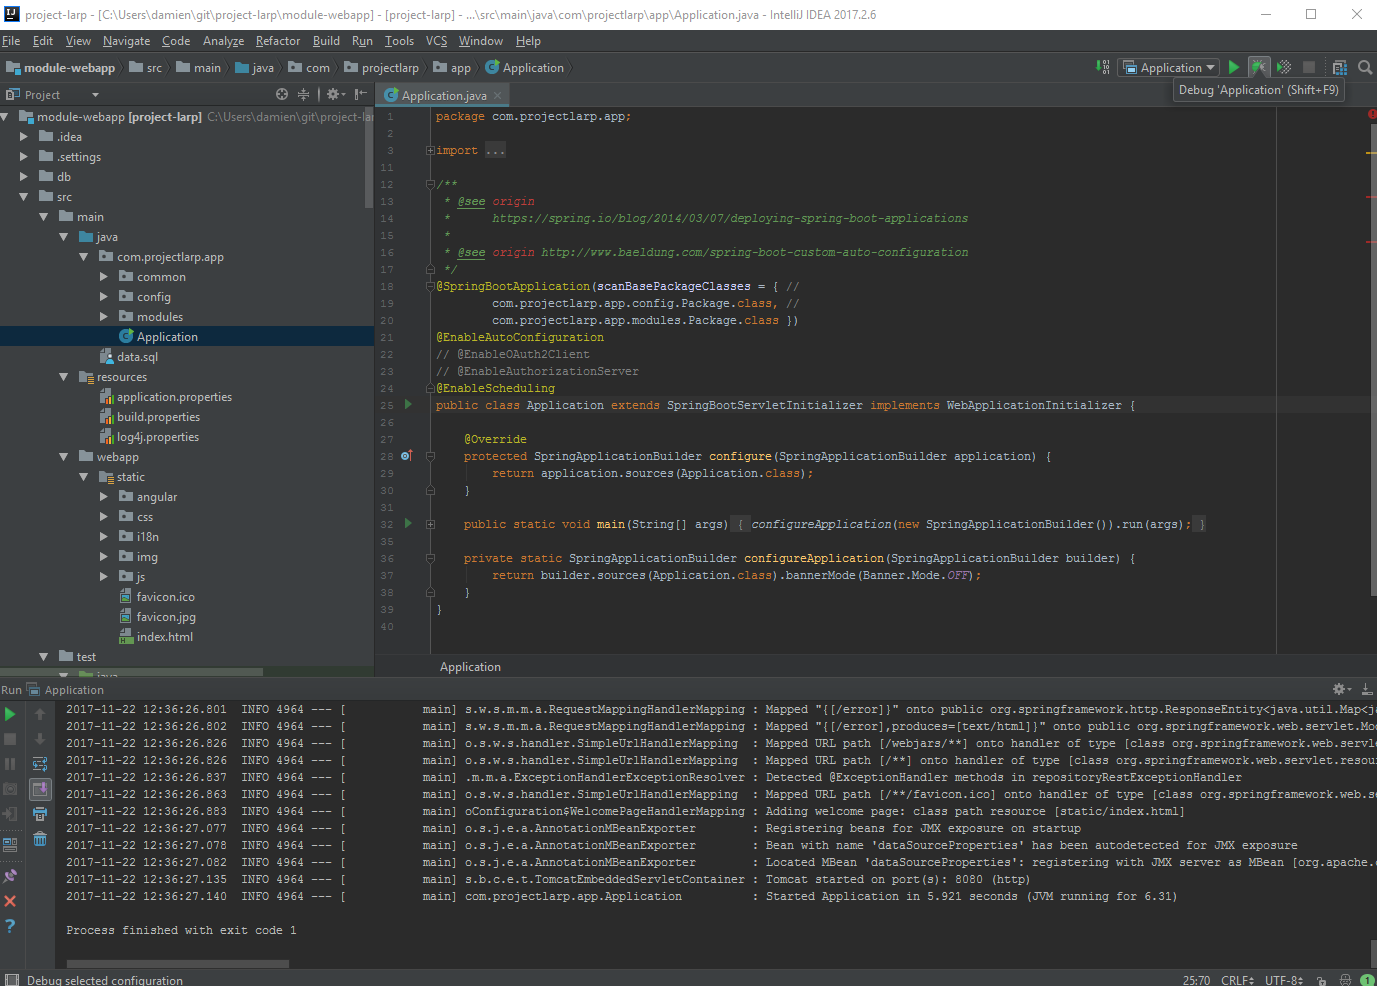 project-larp - [C:\Users\damien\git\project-larp\module-webapp] - [project-larp] - ...\src\main\java\com\projectlarp\app\Application.java - IntelliJ IDEA 2017.2.6
File Edit View Navigate Code Analyze Refactor Build Run Tools VCS Window Help
module-webapp src main java com projectlarp app Application
Application
Debug 'Application' (Shift+F9)
Project
Application.java
module-webapp [project-larp] C:\Users\damien\git\project-lar
.idea
.settings
db
src
main
java
com.projectlarp.app
common
config
modules
Application
data.sql
resources
application.properties
build.properties
log4j.properties
webapp
static
angular
css
i18n
img
js
favicon.ico
favicon.jpg
index.html
test
java
1 package com.projectlarp.app;
2
3 import ...
11
12 /**
13 * @see origin
14 * https://spring.io/blog/2014/03/07/deploying-spring-boot-applications
15 *
16 * @see origin http://www.baeldung.com/spring-boot-custom-auto-configuration
17 */
18 @SpringBootApplication(scanBasePackageClasses = { //
19 com.projectlarp.app.config.Package.class, //
20 com.projectlarp.app.modules.Package.class })
21 @EnableAutoConfiguration
22 // @EnableOAuth2Client
23 // @EnableAuthorizationServer
24 @EnableScheduling
25 public class Application extends SpringBootServletInitializer implements WebApplicationInitializer {
26
27 @Override
28 protected SpringApplicationBuilder configure(SpringApplicationBuilder application) {
29 return application.sources(Application.class);
30 }
31
32 public static void main(String[] args) { configureApplication(new SpringApplicationBuilder()).run(args); }
35
36 private static SpringApplicationBuilder configureApplication(SpringApplicationBuilder builder) {
37 return builder.sources(Application.class).bannerMode(Banner.Mode.OFF);
38 }
39 }
40
Application
Run Application
2017-11-22 12:36:26.801 INFO 4964 --- [ main] s.w.s.m.m.a.RequestMappingHandlerMapping : Mapped "{[/error]}" onto public org.springframework.http.ResponseEntity<java.util.Map<j
2017-11-22 12:36:26.802 INFO 4964 --- [ main] s.w.s.m.m.a.RequestMappingHandlerMapping : Mapped "{[/error],produces=[text/html]}" onto public org.springframework.web.servlet.Mo
2017-11-22 12:36:26.826 INFO 4964 --- [ main] o.s.w.s.handler.SimpleUrlHandlerMapping : Mapped URL path [/webjars/**] onto handler of type [class org.springframework.web.servle
2017-11-22 12:36:26.826 INFO 4964 --- [ main] o.s.w.s.handler.SimpleUrlHandlerMapping : Mapped URL path [/**] onto handler of type [class org.springframework.web.servlet.resou
2017-11-22 12:36:26.837 INFO 4964 --- [ main] .m.m.a.ExceptionHandlerExceptionResolver : Detected @ExceptionHandler methods in repositoryRestExceptionHandler
2017-11-22 12:36:26.863 INFO 4964 --- [ main] o.s.w.s.handler.SimpleUrlHandlerMapping : Mapped URL path [/**/favicon.ico] onto handler of type [class org.springframework.web.se
2017-11-22 12:36:26.883 INFO 4964 --- [ main] oConfiguration$WelcomePageHandlerMapping : Adding welcome page: class path resource [static/index.html]
2017-11-22 12:36:27.077 INFO 4964 --- [ main] o.s.j.e.a.AnnotationMBeanExporter : Registering beans for JMX exposure on startup
2017-11-22 12:36:27.078 INFO 4964 --- [ main] o.s.j.e.a.AnnotationMBeanExporter : Bean with name 'dataSourceProperties' has been autodetected for JMX exposure
2017-11-22 12:36:27.082 INFO 4964 --- [ main] o.s.j.e.a.AnnotationMBeanExporter : Located MBean 'dataSourceProperties': registering with JMX server as MBean [org.apache.
2017-11-22 12:36:27.135 INFO 4964 --- [ main] s.b.c.e.t.TomcatEmbeddedServletContainer : Tomcat started on port(s): 8080 (http)
2017-11-22 12:36:27.140 INFO 4964 --- [ main] com.projectlarp.app.Application : Started Application in 5.921 seconds (JVM running for 6.31)
Process finished with exit code 1
Debug selected configuration 25:70 CRLF UTF-8 1